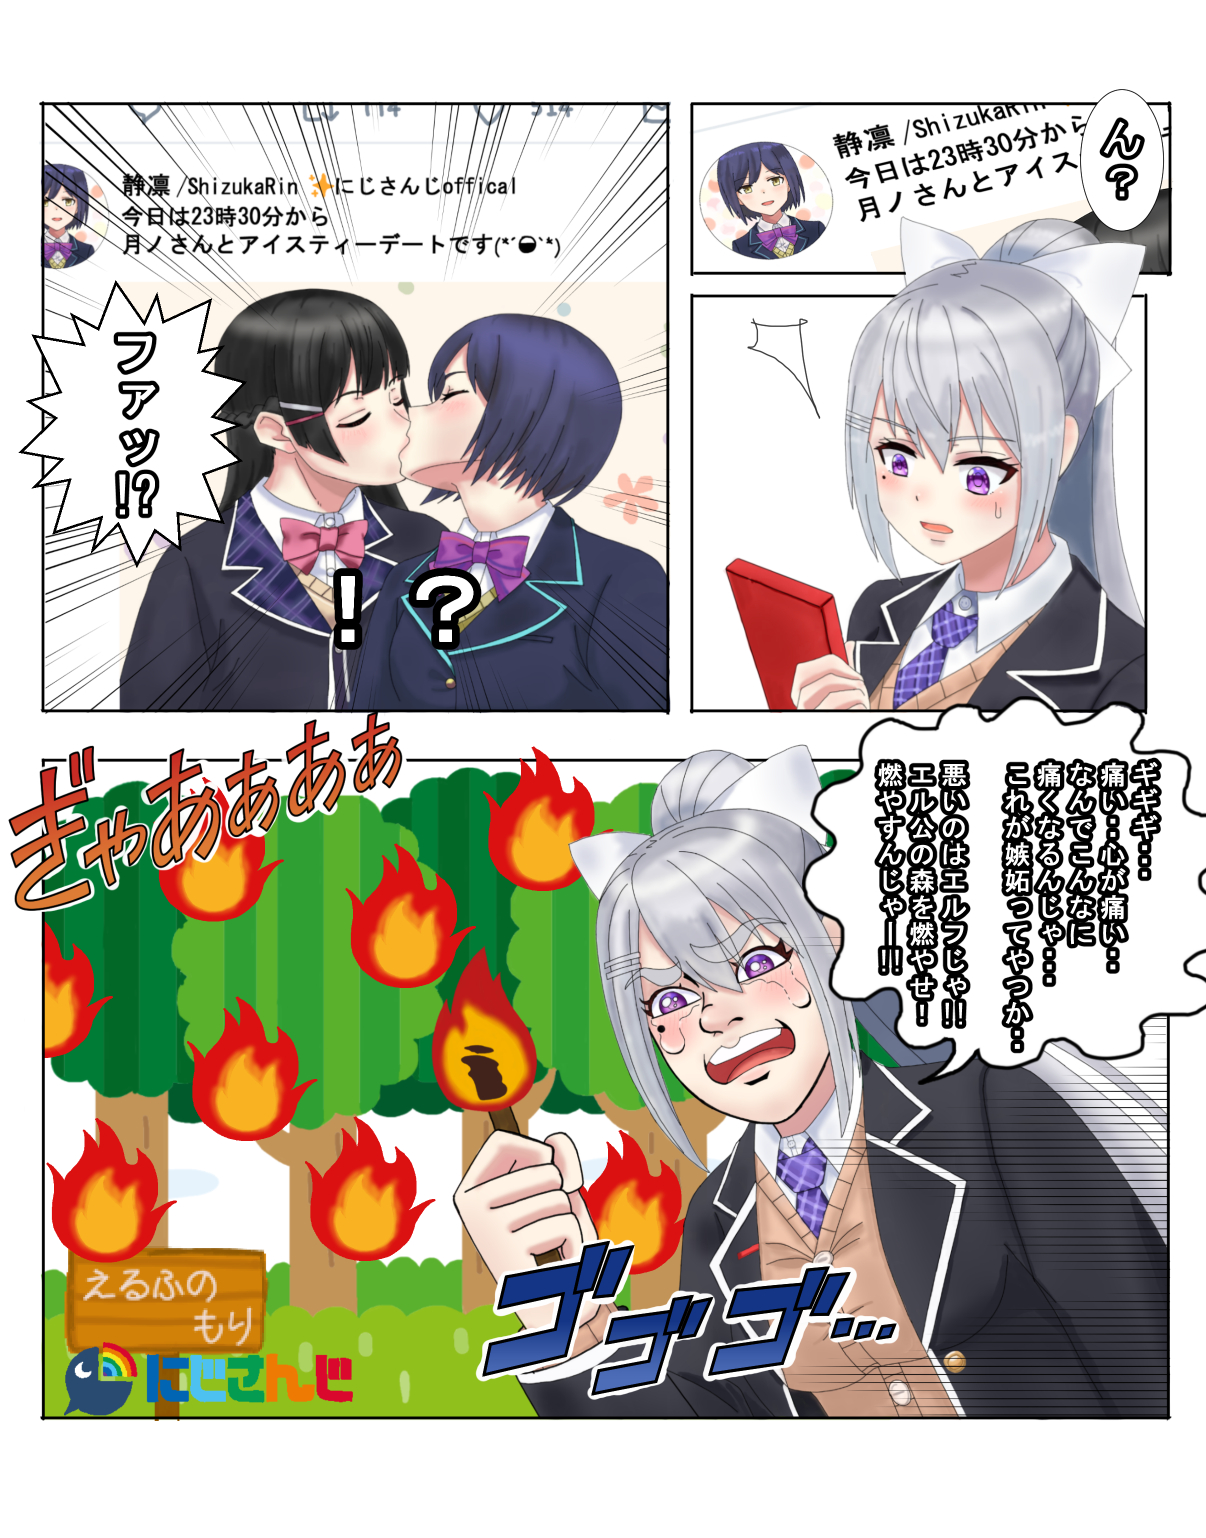 静凛 /ShizukaRin
今日は23時30分から
月ノさんとアイス
ん?
114
514
静凛 /ShizukaRin ✨にじさんじoffical
今日は23時30分から
月ノさんとアイスティーデートです(*´◒`*)
ファッ!?
!?
ギギギ・・・
痛い・・心が痛い・・
なんでこんなに
痛くなるんじゃ・・・
これが嫉妬ってやつか・・
悪いのはエルフじゃ!!
エル公の森を燃やせ!
燃やすんじゃー!!
ぎゃあぁぁぁぁ
ゴゴゴ...
えるふの
もり
にじさんじ